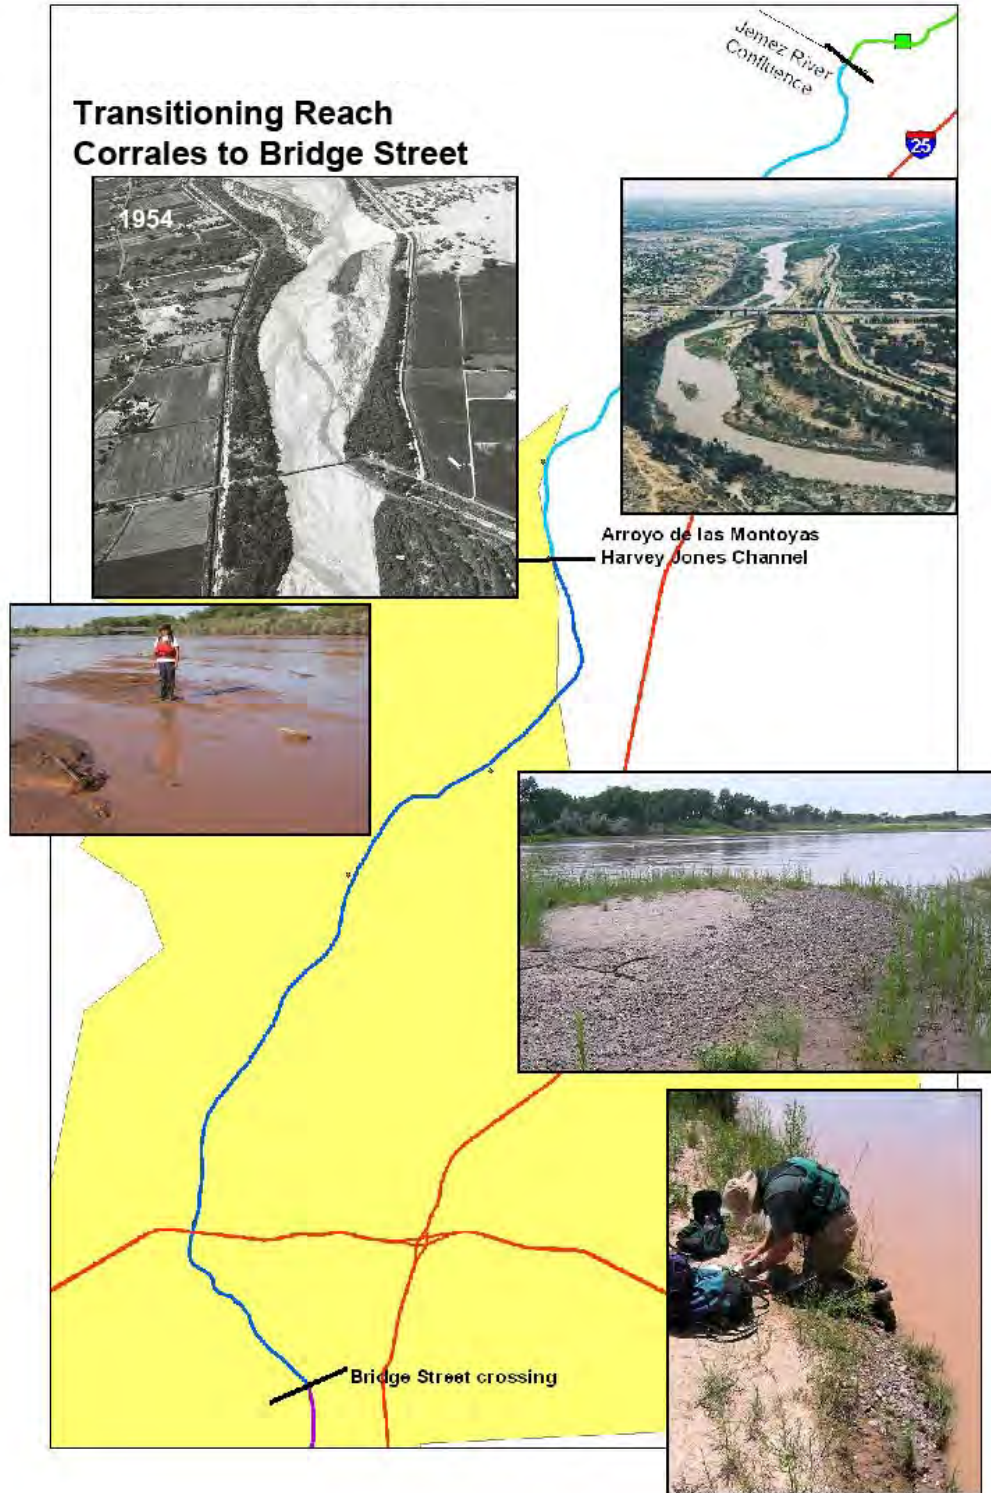 Jemez River
Confluence
Transitioning Reach
Corrales to Bridge Street
25
1954
Arroyo de las Montoyas
Harvey Jones Channel
Bridge Street crossing